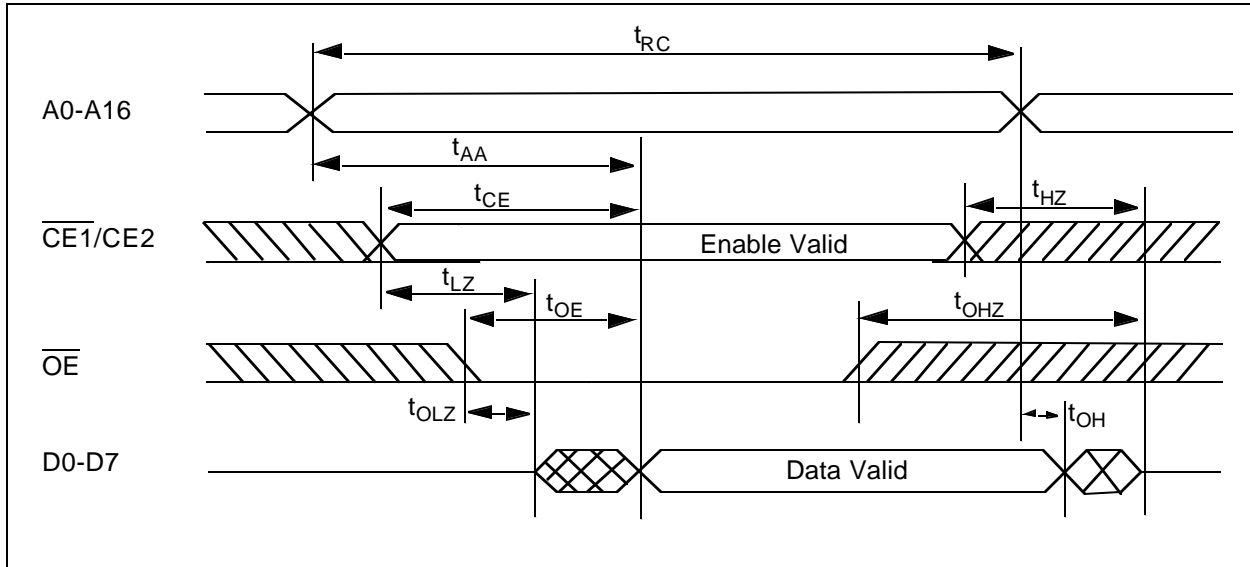 tRC
A0-A16
tAA
tCE
tHZ
CE1/CE2
Enable Valid
tLZ
tOE
tOHZ
OE
tOLZ
tOH
D0-D7
Data Valid